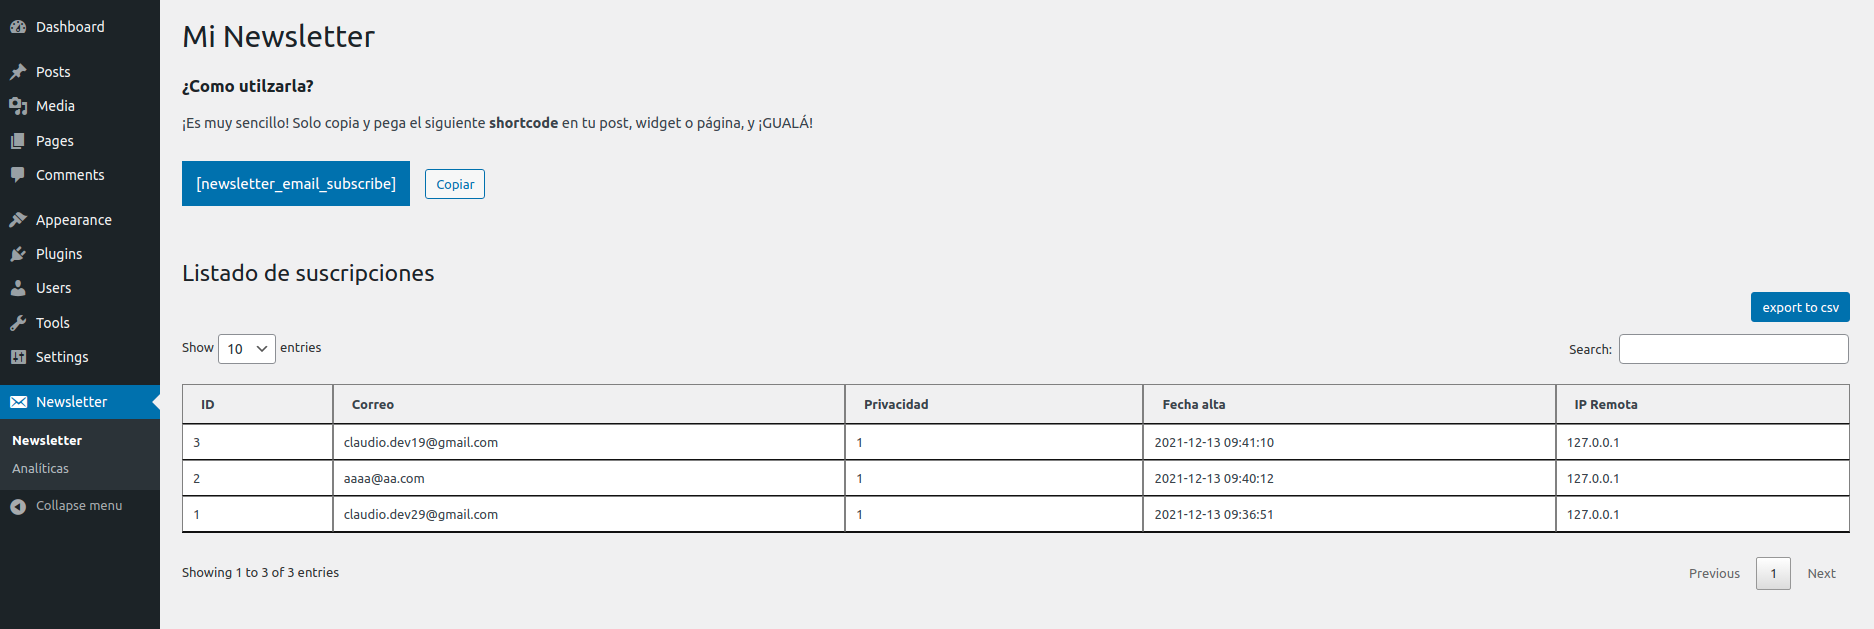 Dashboard
Posts
Media
Pages
Comments
Appearance
Plugins
Users
Tools
Settings
Newsletter
Newsletter
Analíticas
Collapse menu
Mi Newsletter
¿Como utilzarla?
¡Es muy sencillo! Solo copia y pega el siguiente shortcode en tu post, widget o página, y ¡GUALÁ!
[newsletter_email_subscribe] Copiar
Listado de suscripciones
export to csv
Show 10 entries Search:
ID Correo Privacidad Fecha alta IP Remota
3 claudio.dev19@gmail.com 1 2021-12-13 09:41:10 127.0.0.1
2 aaaa@aa.com 1 2021-12-13 09:40:12 127.0.0.1
1 claudio.dev29@gmail.com 1 2021-12-13 09:36:51 127.0.0.1
Showing 1 to 3 of 3 entries Previous 1 Next